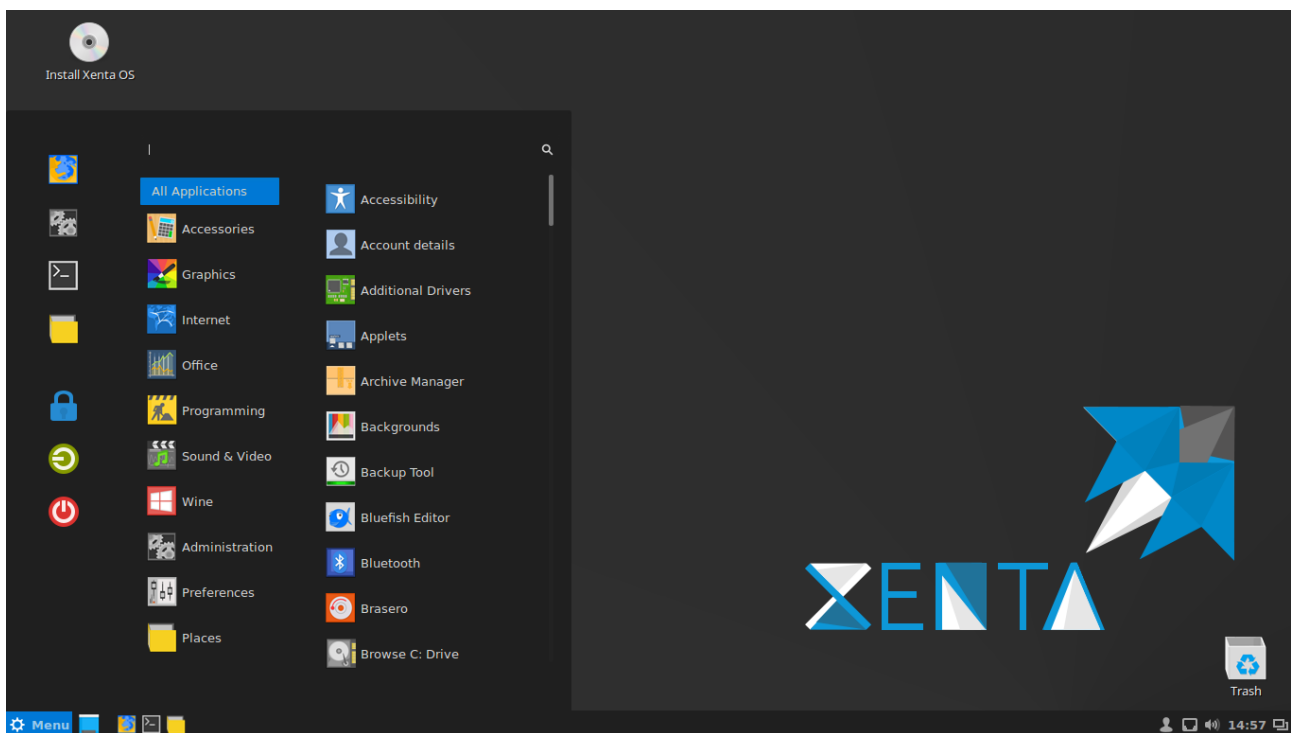 Install Xenta OS
All Applications
Accessories
Graphics
Internet
Office
Programming
Sound & Video
Wine
Administration
Preferences
Places
Accessibility
Account details
Additional Drivers
Applets
Archive Manager
Backgrounds
Backup Tool
Bluefish Editor
Bluetooth
Brasero
Browse C: Drive
XENTA
Trash
Menu
14:57